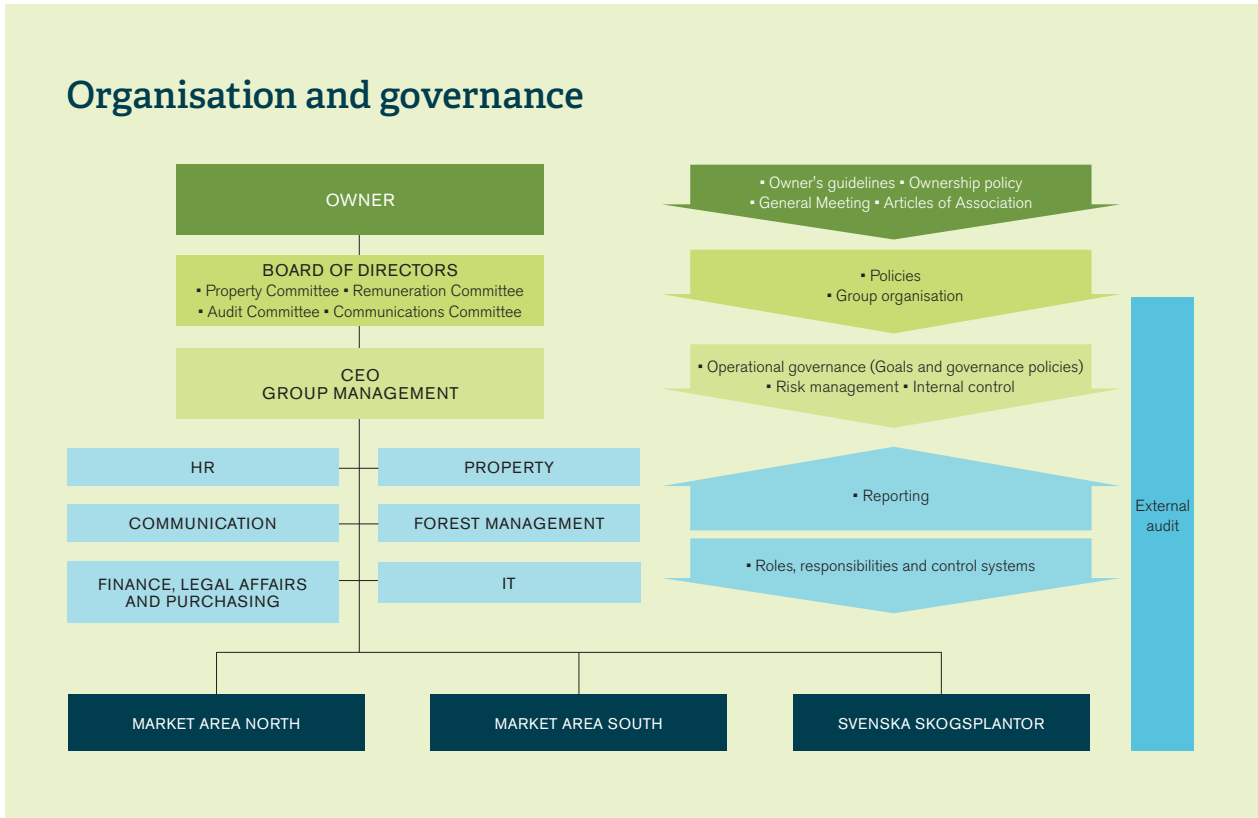 Organisation and governance
OWNER
▪ Owner's guidelines ▪ Ownership policy
▪ General Meeting ▪ Articles of Association
BOARD OF DIRECTORS
▪ Property Committee ▪ Remuneration Committee
▪ Audit Committee ▪ Communications Committee
▪ Policies
▪ Group organisation
CEO
GROUP MANAGEMENT
▪ Operational governance (Goals and governance policies)
▪ Risk management ▪ Internal control
HR
PROPERTY
COMMUNICATION
FOREST MANAGEMENT
FINANCE, LEGAL AFFAIRS
AND PURCHASING
IT
▪ Reporting
▪ Roles, responsibilities and control systems
External
audit
MARKET AREA NORTH
MARKET AREA SOUTH
SVENSKA SKOGSPLANTOR